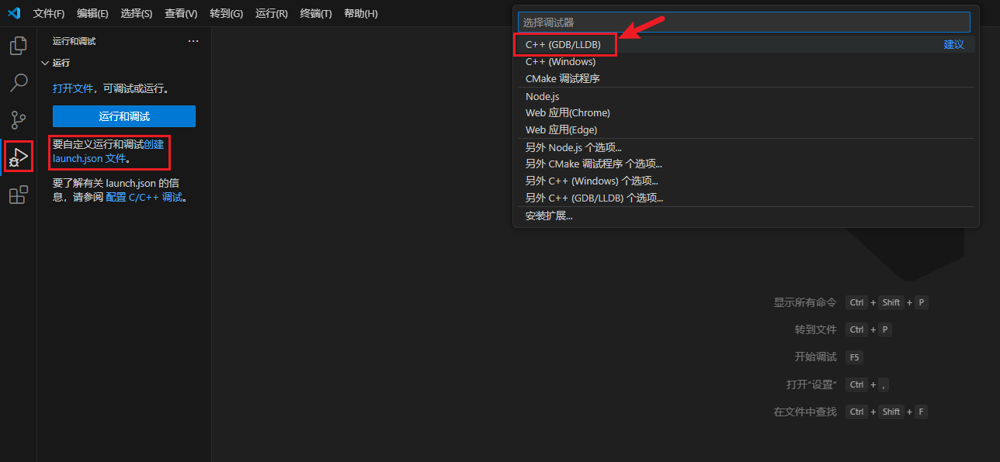 文件(F) 编辑(E) 选择(S) 查看(V) 转到(G) 运行(R) 终端(T) 帮助(H)
运行和调试 ···
运行
打开文件，可调试或运行。
运行和调试
要自定义运行和调试创建
launch.json 文件。
要了解有关 launch.json 的信
息，请参阅 配置 C/C++ 调试。
选择调试器
C++ (GDB/LLDB) 建议
C++ (Windows)
CMake 调试程序
Node.js
Web 应用(Chrome)
Web 应用(Edge)
另外 Node.js 个选项...
另外 CMake 调试程序 个选项...
另外 C++ (Windows) 个选项...
另外 C++ (GDB/LLDB) 个选项...
安装扩展...
显示所有命令 Ctrl + Shift + P
转到文件 Ctrl + P
开始调试 F5
打开“设置” Ctrl + ,
在文件中查找 Ctrl + Shift + F